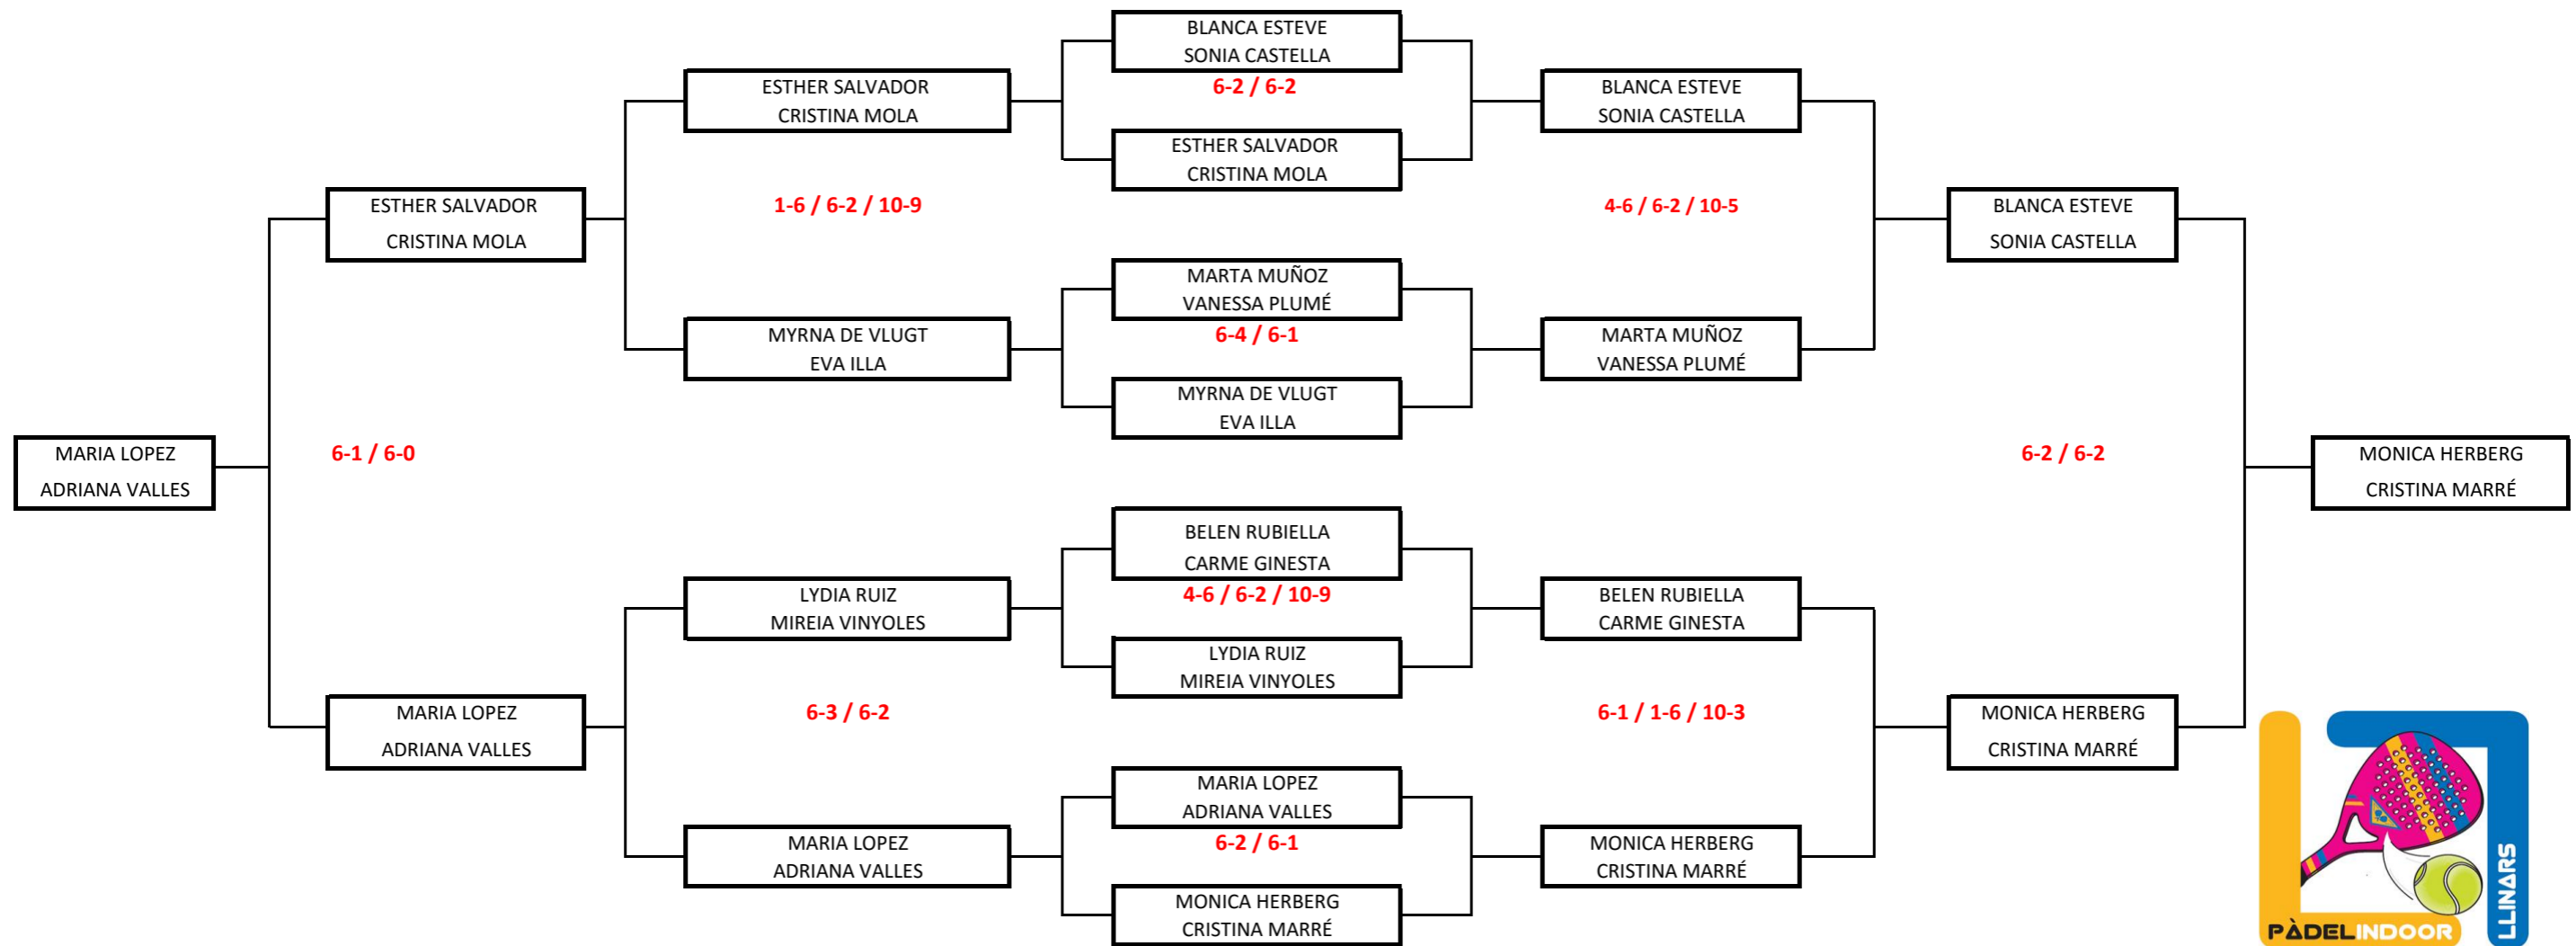 BLANCA ESTEVE
SONIA CASTELLA
6-2 / 6-2
ESTHER SALVADOR
CRISTINA MOLA
ESTHER SALVADOR
CRISTINA MOLA
BLANCA ESTEVE
SONIA CASTELLA
1-6 / 6-2 / 10-9
4-6 / 6-2 / 10-5
ESTHER SALVADOR
CRISTINA MOLA
BLANCA ESTEVE
SONIA CASTELLA
MARTA MUÑOZ
VANESSA PLUMÉ
6-4 / 6-1
MYRNA DE VLUGT
EVA ILLA
MYRNA DE VLUGT
EVA ILLA
MARTA MUÑOZ
VANESSA PLUMÉ
MARIA LOPEZ
ADRIANA VALLES
6-1 / 6-0
6-2 / 6-2
MONICA HERBERG
CRISTINA MARRÉ
BELEN RUBIELLA
CARME GINESTA
4-6 / 6-2 / 10-9
LYDIA RUIZ
MIREIA VINYOLES
LYDIA RUIZ
MIREIA VINYOLES
BELEN RUBIELLA
CARME GINESTA
6-3 / 6-2
6-1 / 1-6 / 10-3
MARIA LOPEZ
ADRIANA VALLES
MONICA HERBERG
CRISTINA MARRÉ
MARIA LOPEZ
ADRIANA VALLES
6-2 / 6-1
MONICA HERBERG
CRISTINA MARRÉ
MARIA LOPEZ
ADRIANA VALLES
MONICA HERBERG
CRISTINA MARRÉ
PÀDELINDOOR
LLINARS